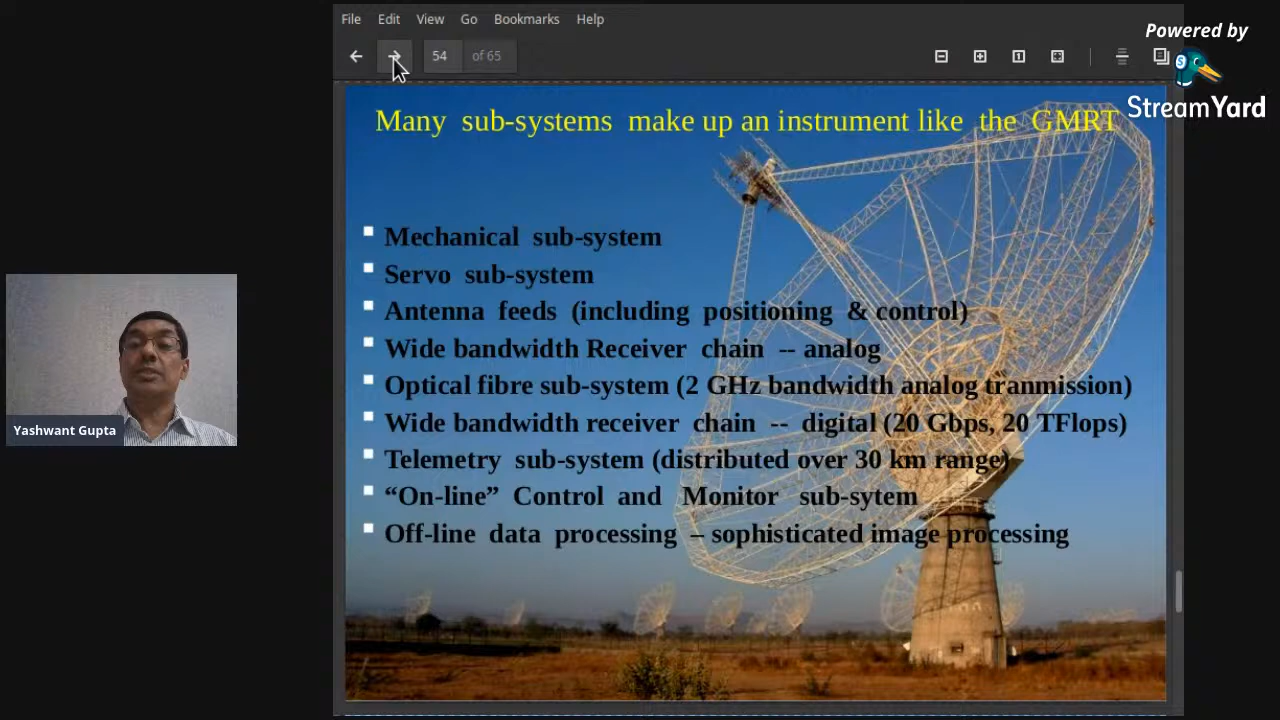 File Edit View Go Bookmarks Help
54 of 65
Powered by
StreamYard
Many sub-systems make up an instrument like the GMRT
Mechanical sub-system
Servo sub-system
Antenna feeds (including positioning & control)
Wide bandwidth Receiver chain -- analog
Optical fibre sub-system (2 GHz bandwidth analog tranmission)
Wide bandwidth receiver chain -- digital (20 Gbps, 20 TFlops)
Telemetry sub-system (distributed over 30 km range)
“On-line” Control and Monitor sub-sytem
Off-line data processing – sophisticated image processing
Yashwant Gupta